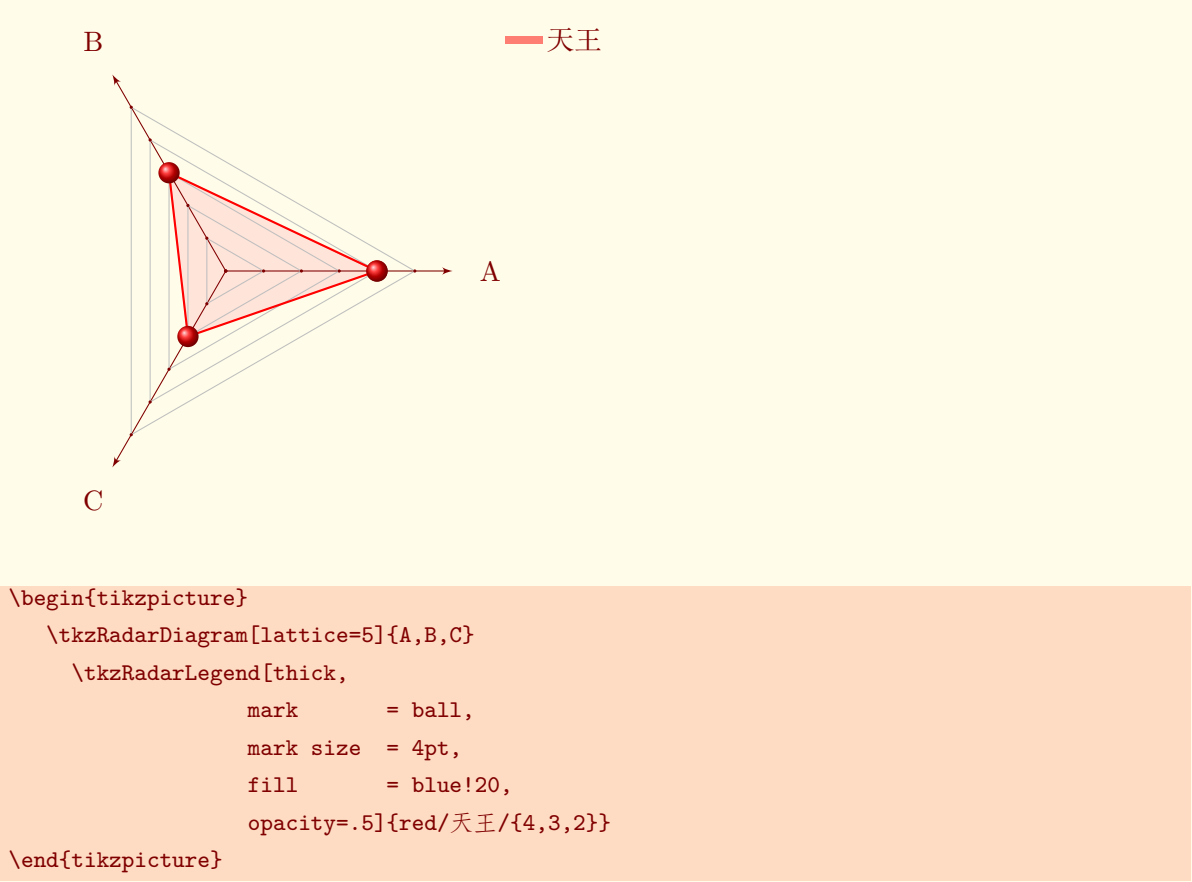 B
天王
A
C
\begin{tikzpicture}
   \tkzRadarDiagram[lattice=5]{A,B,C}
     \tkzRadarLegend[thick,
                   mark       = ball,
                   mark size  = 4pt,
                   fill       = blue!20,
                   opacity=.5]{red/天王/{4,3,2}}
\end{tikzpicture}